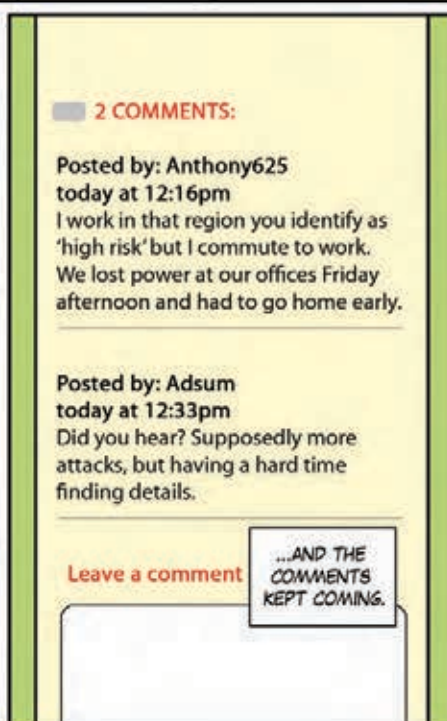 2 COMMENTS:
Posted by: Anthony625
today at 12:16pm
I work in that region you identify as
'high risk' but I commute to work.
We lost power at our offices Friday
afternoon and had to go home early.
Posted by: Adsum
today at 12:33pm
Did you hear? Supposedly more
attacks, but having a hard time
finding details.
Leave a comment
...AND THE
COMMENTS
KEPT COMING.